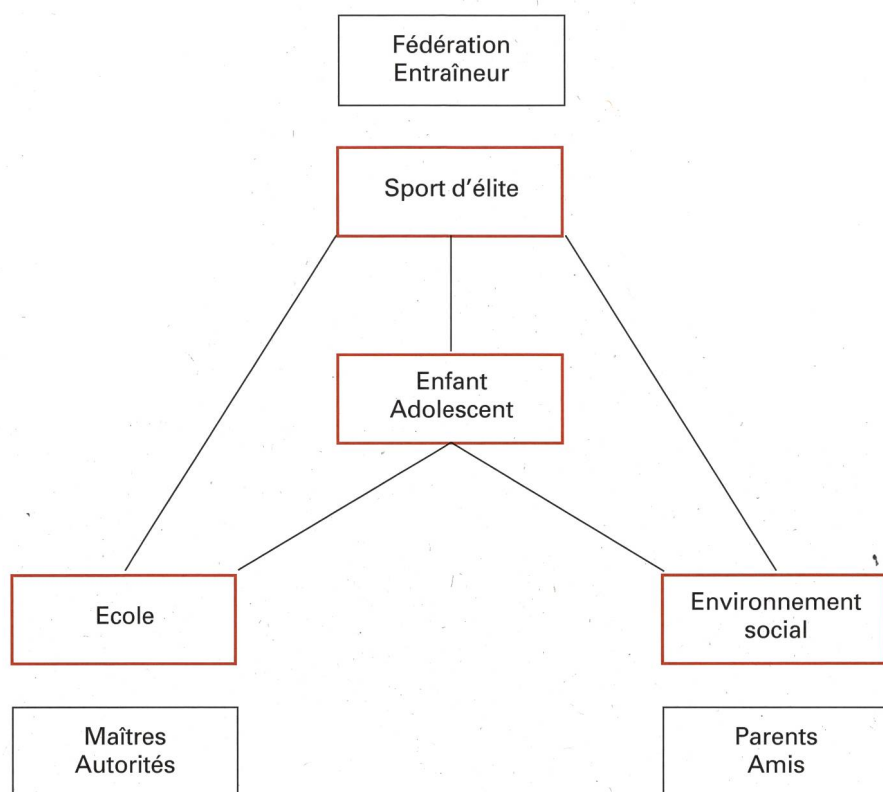 Fédération
Entraîneur
Sport d'élite
Enfant
Adolescent
Ecole
Environnement
social
Maîtres
Autorités
Parents
Amis